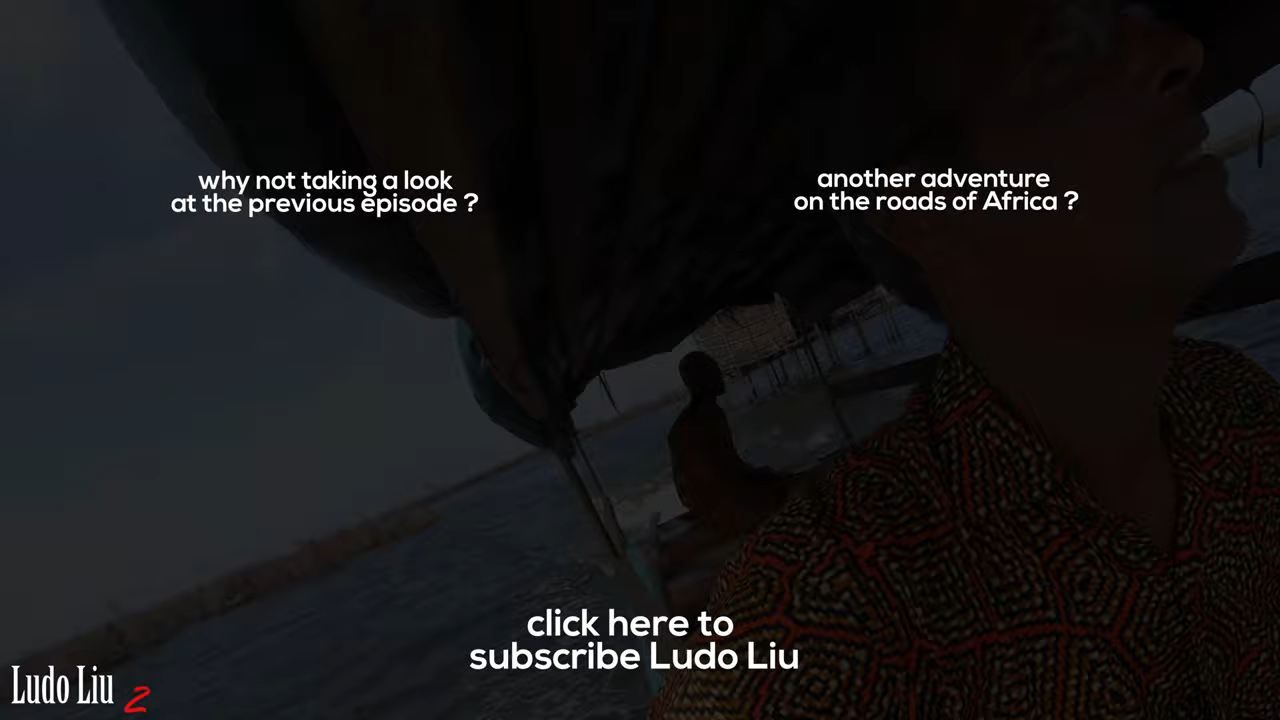 why not taking a look
at the previous episode ?
another adventure
on the roads of Africa ?
click here to
subscribe Ludo Liu
Ludo Liu 2